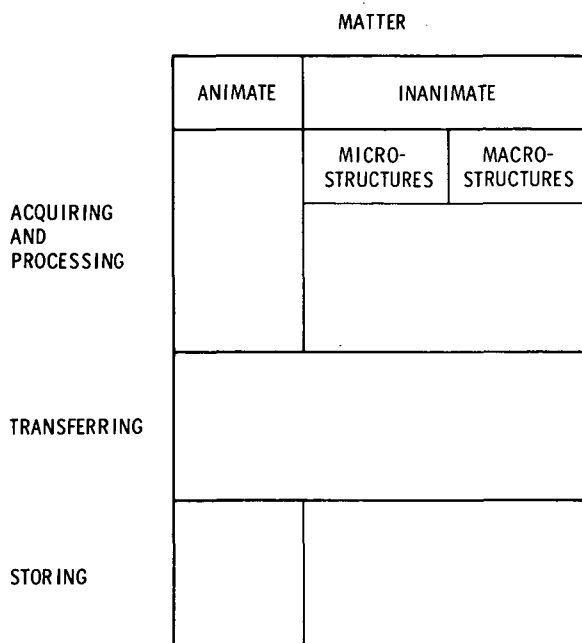 MATTER
ANIMATE
INANIMATE
MICRO-
STRUCTURES
MACRO-
STRUCTURES
ACQUIRING
AND
PROCESSING
TRANSFERRING
STORING